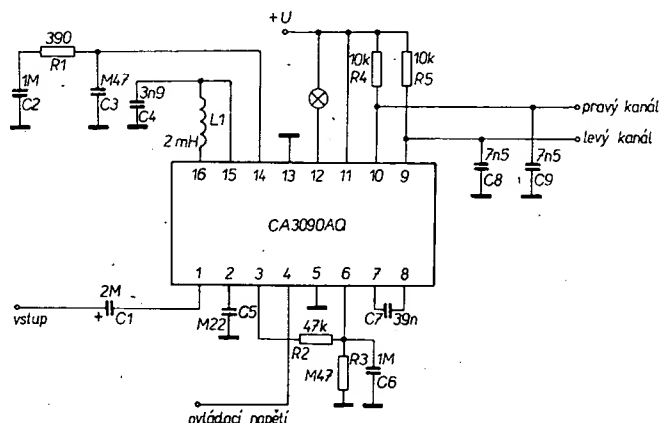 +U
390
R1
1M
C2
M47
C3
3n9
C4
L1
2 mH
10k
R4
10k
R5
pravý kanál
levý kanál
7n5
C8
7n5
C9
16 15 14 13 12 11 10 9
CA3090AQ
1 2 3 4 5 6 7 8
vstup
2M
+
C1
M22
C5
47k
R2
R3
M47
1M
C6
C7
39n
ovládací napětí